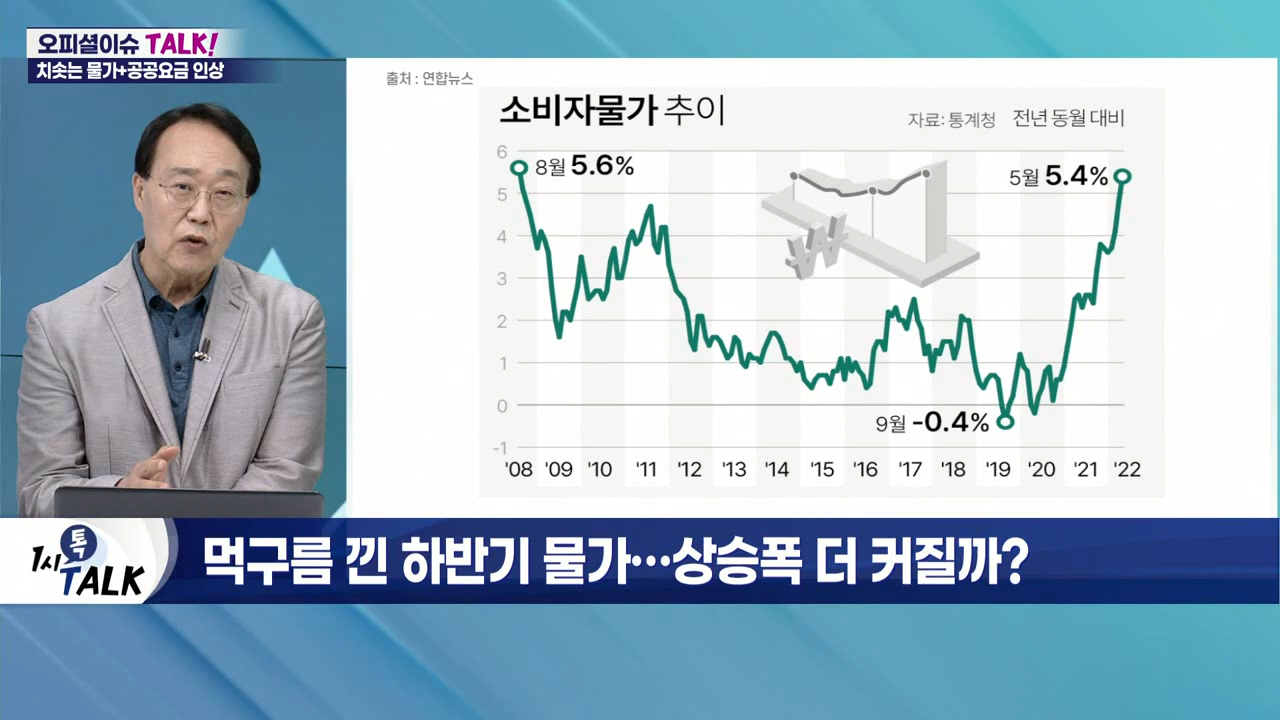 오피셜이슈 TALK!
치솟는 물가+공공요금 인상
출처 : 연합뉴스
소비자물가 추이
자료: 통계청 전년 동월 대비
6
5
4
3
2
1
0
-1
8월 5.6%
5월 5.4%
9월 -0.4%
'08 '09 '10 '11 '12 '13 '14 '15 '16 '17 '18 '19 '20 '21 '22
₩
1시톡
TALK
먹구름 낀 하반기 물가…상승폭 더 커질까?